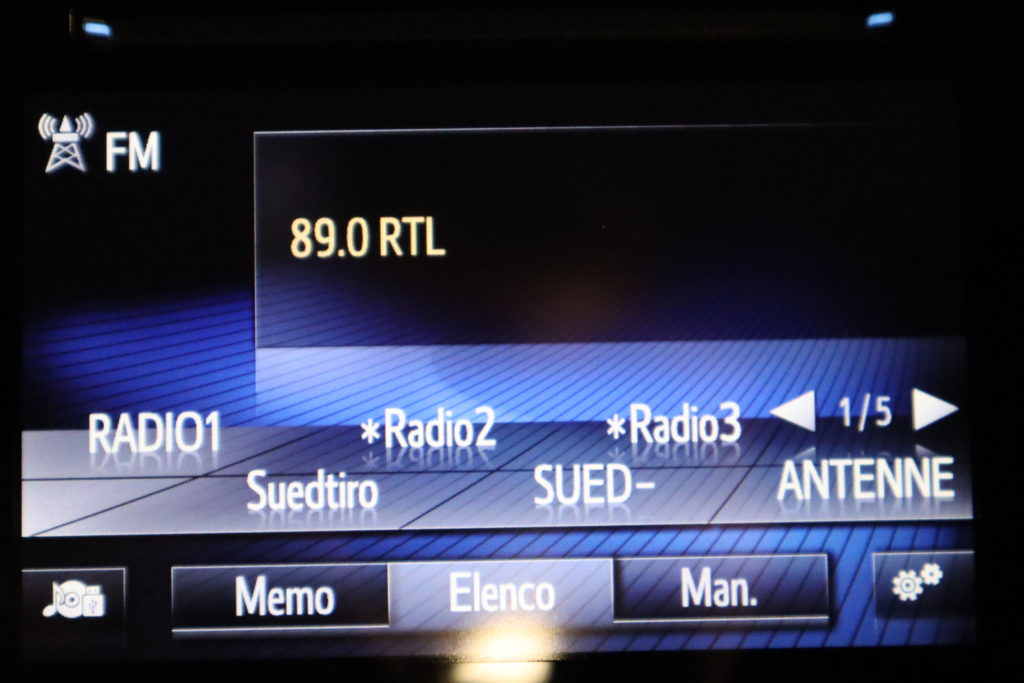 FM
89.0 RTL
RADIO1 *Radio2 *Radio3 1/5
Suedtiro SUED- ANTENNE
Memo Elenco Man.